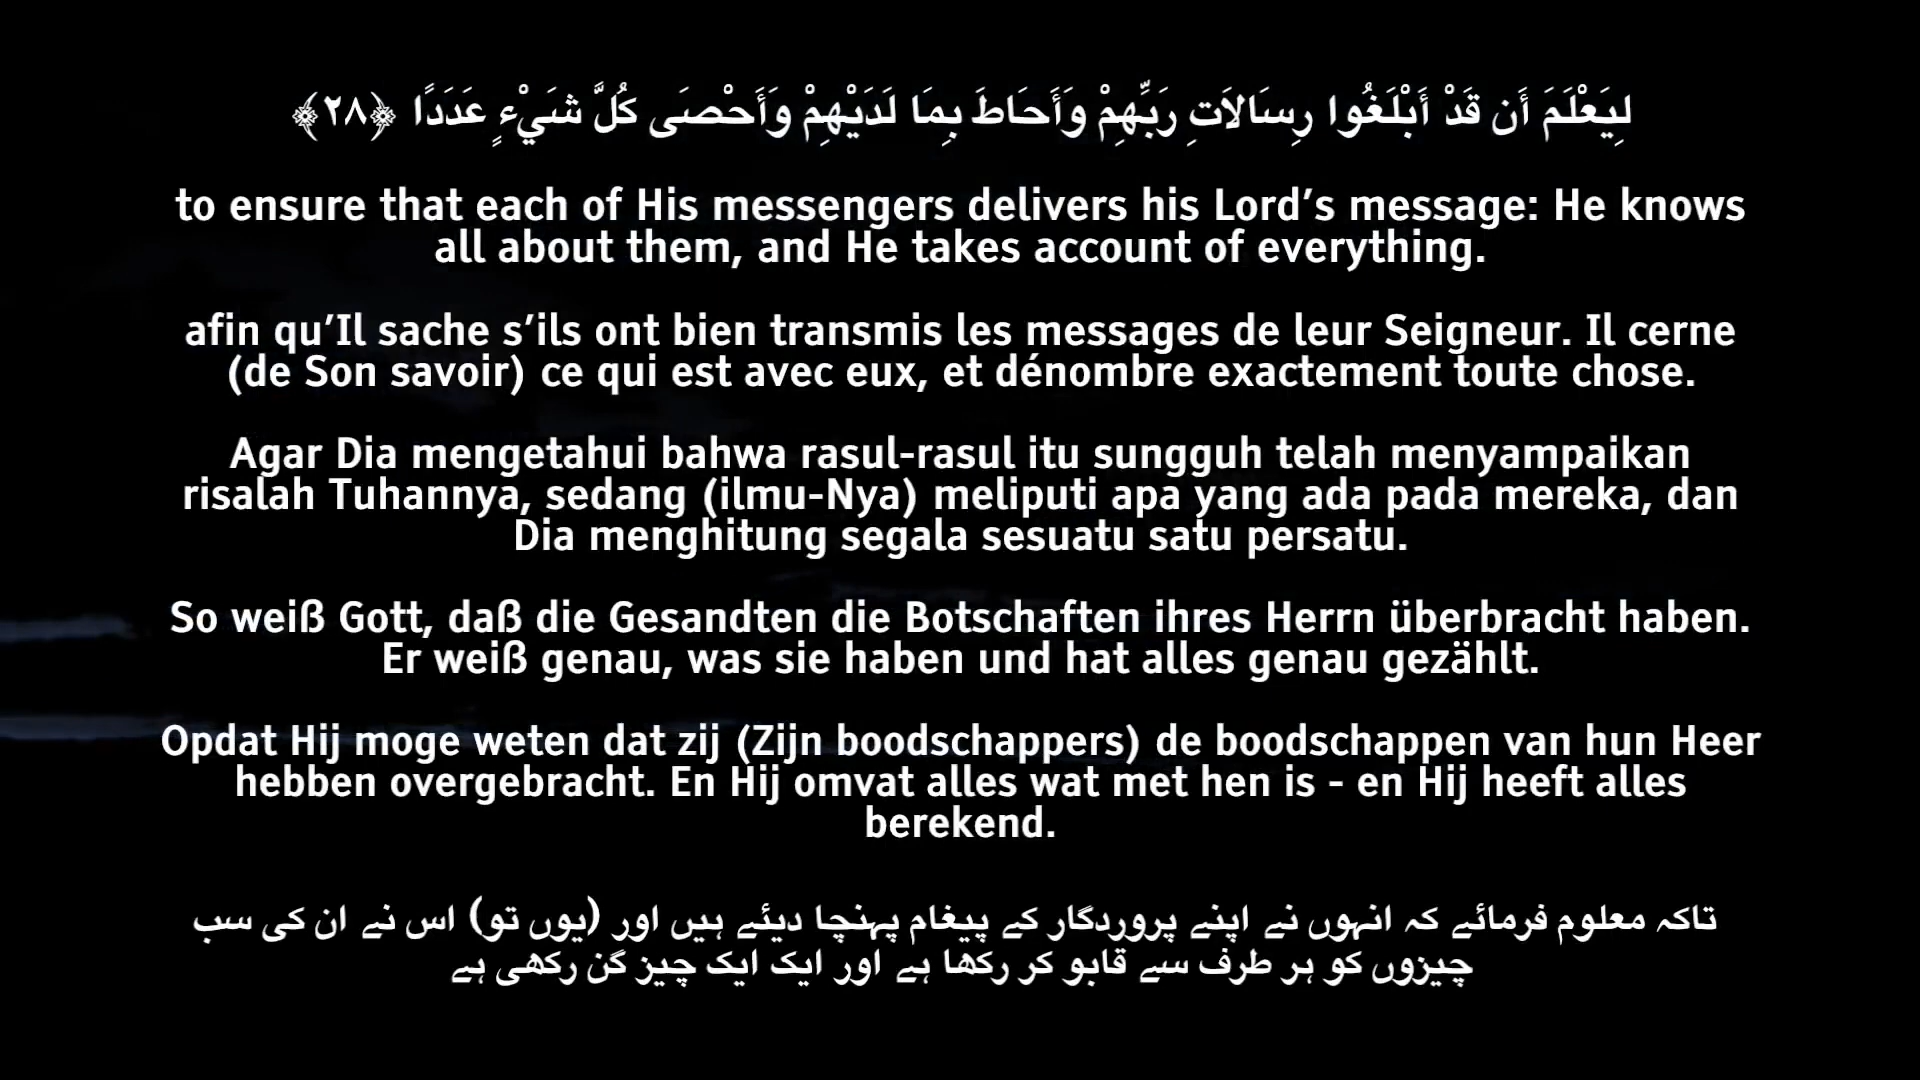 لِيَعْلَمَ أَن قَدْ أَبْلَغُوا رِسَالاَتِ رَبِّهِمْ وَأَحَاطَ بِمَا لَدَيْهِمْ وَأَحْصَى كُلَّ شَيْءٍ عَدَدًا ﴿٢٨﴾
to ensure that each of His messengers delivers his Lord’s message: He knows
all about them, and He takes account of everything.
afin qu’Il sache s’ils ont bien transmis les messages de leur Seigneur. Il cerne
(de Son savoir) ce qui est avec eux, et dénombre exactement toute chose.
Agar Dia mengetahui bahwa rasul-rasul itu sungguh telah menyampaikan
risalah Tuhannya, sedang (ilmu-Nya) meliputi apa yang ada pada mereka, dan
Dia menghitung segala sesuatu satu persatu.
So weiß Gott, daß die Gesandten die Botschaften ihres Herrn überbracht haben.
Er weiß genau, was sie haben und hat alles genau gezählt.
Opdat Hij moge weten dat zij (Zijn boodschappers) de boodschappen van hun Heer
hebben overgebracht. En Hij omvat alles wat met hen is - en Hij heeft alles
berekend.
تاکہ معلوم فرمائے کہ انہوں نے اپنے پروردگار کے پیغام پہنچا دیئے ہیں اور (یوں تو) اس نے ان کی سب
چیزوں کو ہر طرف سے قابو کر رکھا ہے اور ایک ایک چیز گن رکھی ہے